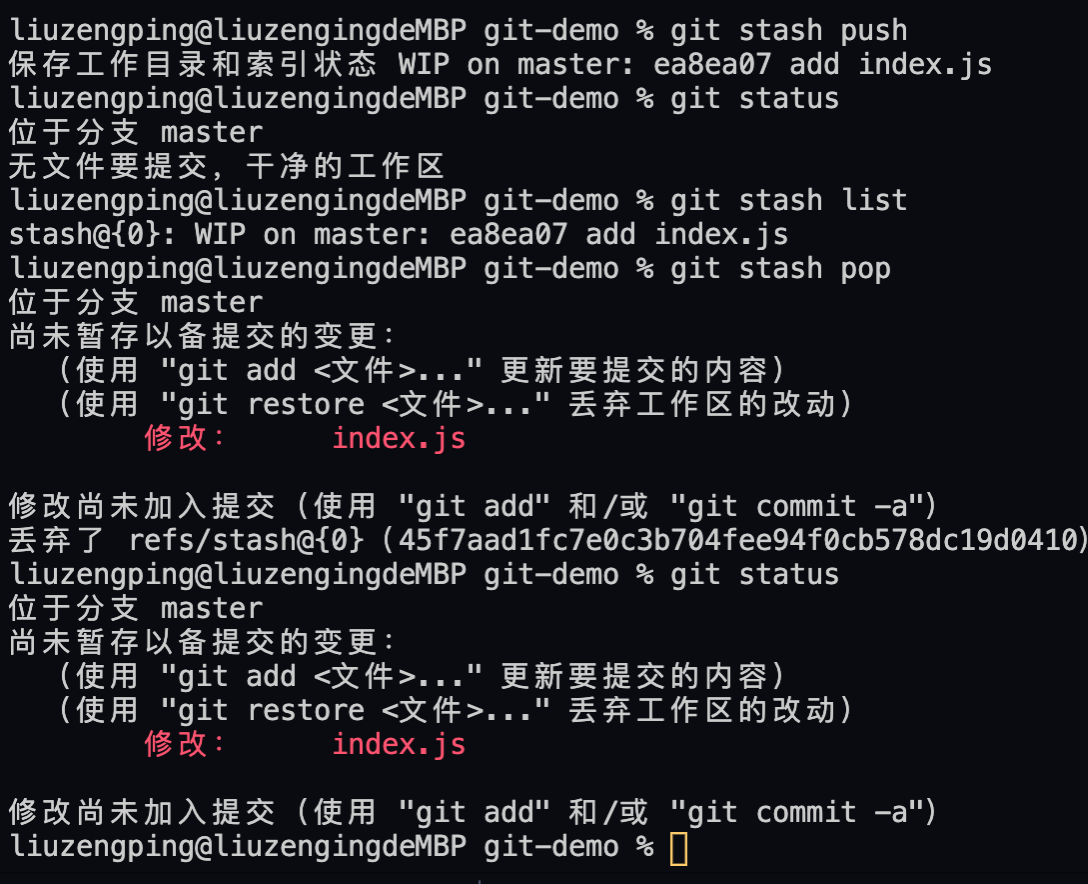 liuzengping@liuzengingdeMBP git-demo % git stash push
保存工作目录和索引状态 WIP on master: ea8ea07 add index.js
liuzengping@liuzengingdeMBP git-demo % git status
位于分支 master
无文件要提交，干净的工作区
liuzengping@liuzengingdeMBP git-demo % git stash list
stash@{0}: WIP on master: ea8ea07 add index.js
liuzengping@liuzengingdeMBP git-demo % git stash pop
位于分支 master
尚未暂存以备提交的变更：
（使用 "git add <文件>..." 更新要提交的内容）
（使用 "git restore <文件>..." 丢弃工作区的改动）
修改：     index.js
修改尚未加入提交（使用 "git add" 和/或 "git commit -a"）
丢弃了 refs/stash@{0}（45f7aad1fc7e0c3b704fee94f0cb578dc19d0410）
liuzengping@liuzengingdeMBP git-demo % git status
位于分支 master
尚未暂存以备提交的变更：
（使用 "git add <文件>..." 更新要提交的内容）
（使用 "git restore <文件>..." 丢弃工作区的改动）
修改：     index.js
修改尚未加入提交（使用 "git add" 和/或 "git commit -a"）
liuzengping@liuzengingdeMBP git-demo %